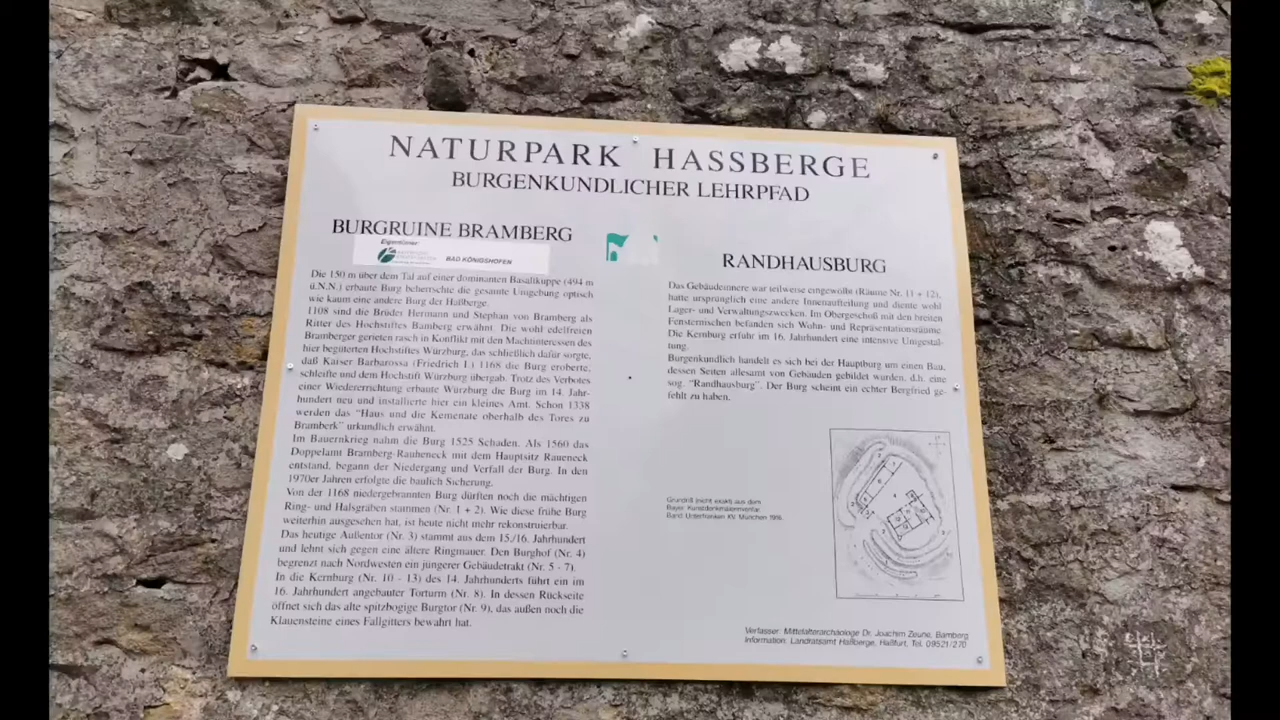 NATURPARK HASSBERGE
BURGENKUNDLICHER LEHRPFAD
BURGRUINE BRAMBERG
Eigentümer:
BAD KÖNIGSHOFEN
Die 150 m über dem Tal auf einer dominanten Basaltkuppe (494 m
ü.N.N.) erbaute Burg beherrschte die gesamte Umgebung optisch
wie kaum eine andere Burg der Haßberge.
1108 sind die Brüder Hermann und Stephan von Bramberg als
Ritter des Hochstiftes Bamberg erwähnt. Die wohl edelfreien
Bramberger gerieten rasch in Konflikt mit den Machtinteressen des
hier begüterten Hochstiftes Würzburg, das schließlich dafür sorgte,
daß Kaiser Barbarossa (Friedrich I.) 1168 die Burg eroberte,
schleifte und dem Hochstift Würzburg übergab. Trotz des Verbotes
einer Wiedererrichtung erbaute Würzburg die Burg im 14. Jahr-
hundert neu und installierte hier ein kleines Amt. Schon 1338
werden das "Haus und die Kemenate oberhalb des Tores zu
Bramberk" urkundlich erwähnt.
Im Bauernkrieg nahm die Burg 1525 Schaden. Als 1560 das
Doppelamt Bramberg-Rauheneck mit dem Hauptsitz Raueneck
entstand, begann der Niedergang und Verfall der Burg. In den
1970er Jahren erfolgte die baulich Sicherung.
Von der 1168 niedergebrannten Burg dürften noch die mächtigen
Ring- und Halsgräben stammen (Nr. 1 + 2). Wie diese frühe Burg
weiterhin ausgesehen hat, ist heute nicht mehr rekonstruierbar.
Das heutige Außentor (Nr. 3) stammt aus dem 15./16. Jahrhundert
und lehnt sich gegen eine ältere Ringmauer. Den Burghof (Nr. 4)
begrenzt nach Nordwesten ein jüngerer Gebäudetrakt (Nr. 5 - 7).
In die Kernburg (Nr. 10 - 13) des 14. Jahrhunderts führt ein im
16. Jahrhundert angebauter Torturm (Nr. 8). In dessen Rückseite
öffnet sich das alte spitzbogige Burgtor (Nr. 9), das außen noch die
Klauensteine eines Fallgitters bewahrt hat.
RANDHAUSBURG
Das Gebäudeinnere war teilweise eingewölbt (Räume Nr. 11 + 12),
hatte ursprünglich eine andere Innenaufteilung und diente wohl
Lager- und Verwaltungszwecken. Im Obergeschoß mit den breiten
Fensternischen befanden sich Wohn- und Repräsentationsräume.
Die Kernburg erfuhr im 16. Jahrhundert eine intensive Umgestal-
tung.
Burgenkundlich handelt es sich bei der Hauptburg um einen Bau,
dessen Seiten allesamt von Gebäuden gebildet wurden, d.h. eine
sog. "Randhausburg". Der Burg scheint ein echter Bergfried ge-
fehlt zu haben.
Grundriß (nicht exakt) aus dem
Bayer. Kunstdenkmalerinventar.
Band Unterfranken XV. München 1916.
Verfasser: Mittelalterarchäologe Dr. Joachim Zeune, Bamberg
Information: Landratsamt Haßberge, Haßfurt, Tel. 09521/270